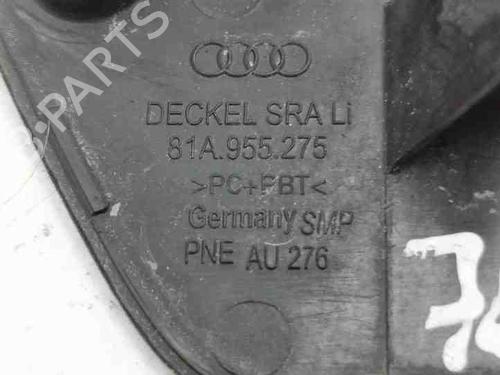 PARTS
DECKEL SRA Li
81A.955.275
>PC+PBT<
Germany SMP
PNE AU 276